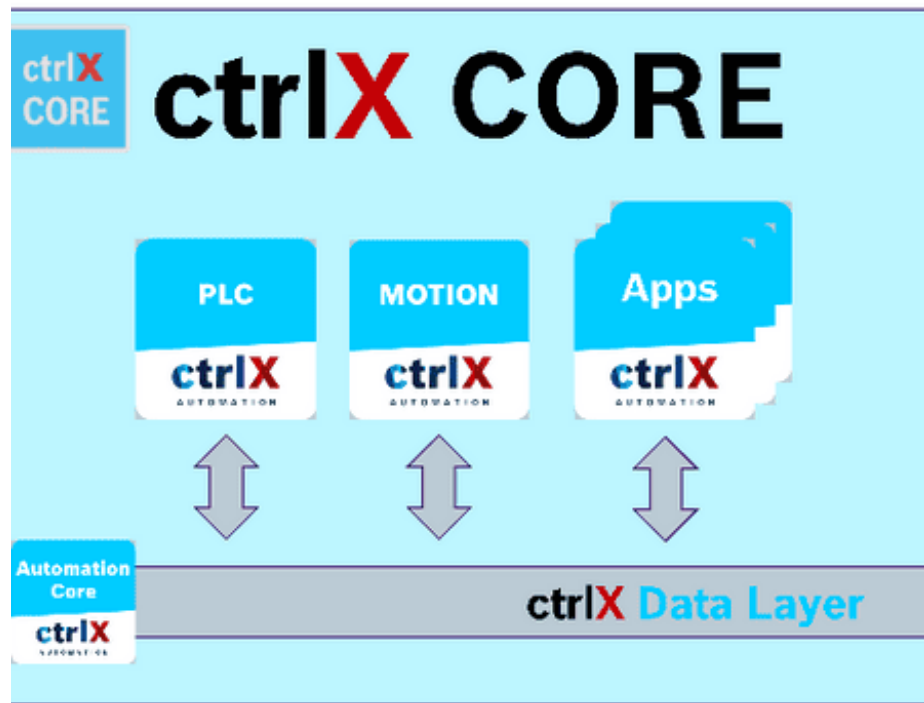 ctrlX
CORE
ctrlX CORE
PLC
ctrlX
AUTOMATION
MOTION
ctrlX
AUTOMATION
Apps
ctrlX
AUTOMATION
Automation
Core
ctrlX
AUTOMATION
ctrlX Data Layer